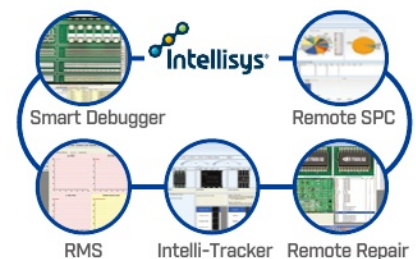 Intellisys®
Smart Debugger
Remote SPC
RMS
Intelli-Tracker
Remote Repair